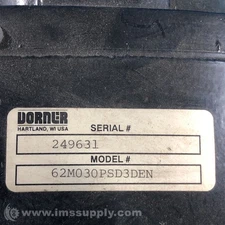 DORNER
HARTLAND, WI USA
SERIAL #
249631
MODEL #
62M030PSD3DEN
www.imssupply.com